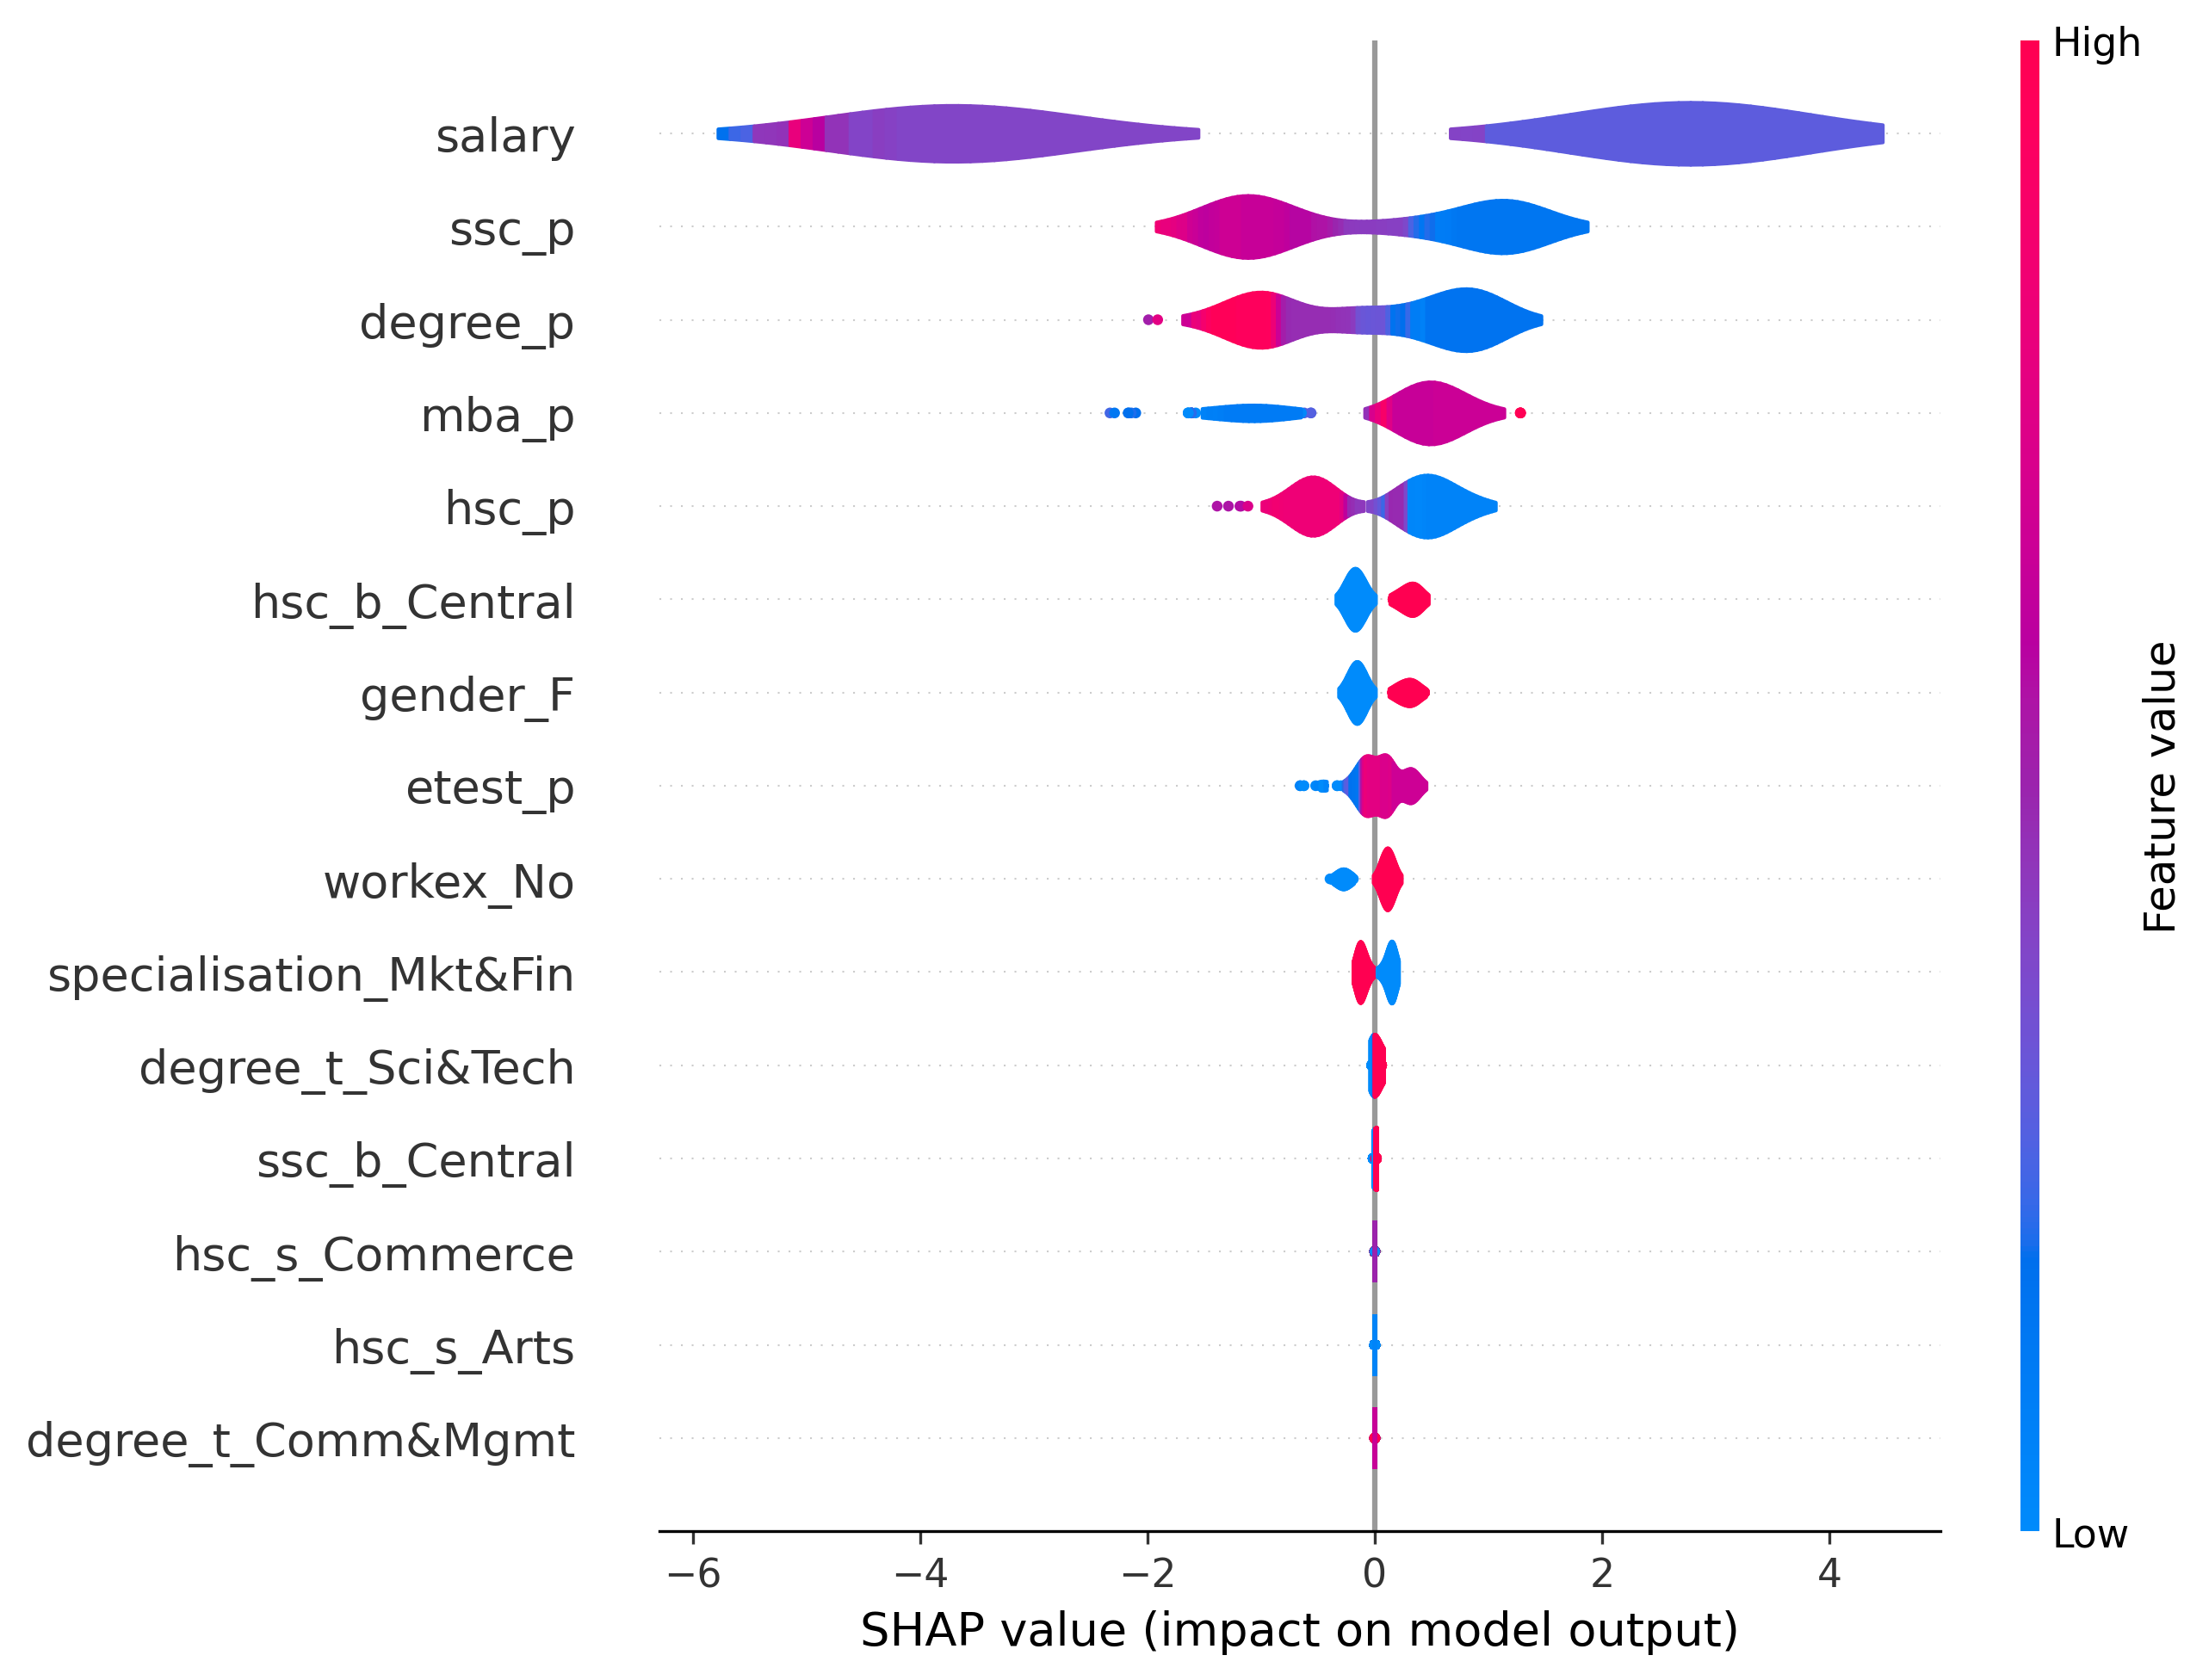 High
salary
ssc_p
degree_p
mba_p
hsc_p
hsc_b_Central
gender_F
etest_p
workex_No
specialisation_Mkt&Fin
degree_t_Sci&Tech
ssc_b_Central
hsc_s_Commerce
hsc_s_Arts
degree_t_Comm&Mgmt
Feature value
Low
−6 −4 −2 0 2 4
SHAP value (impact on model output)